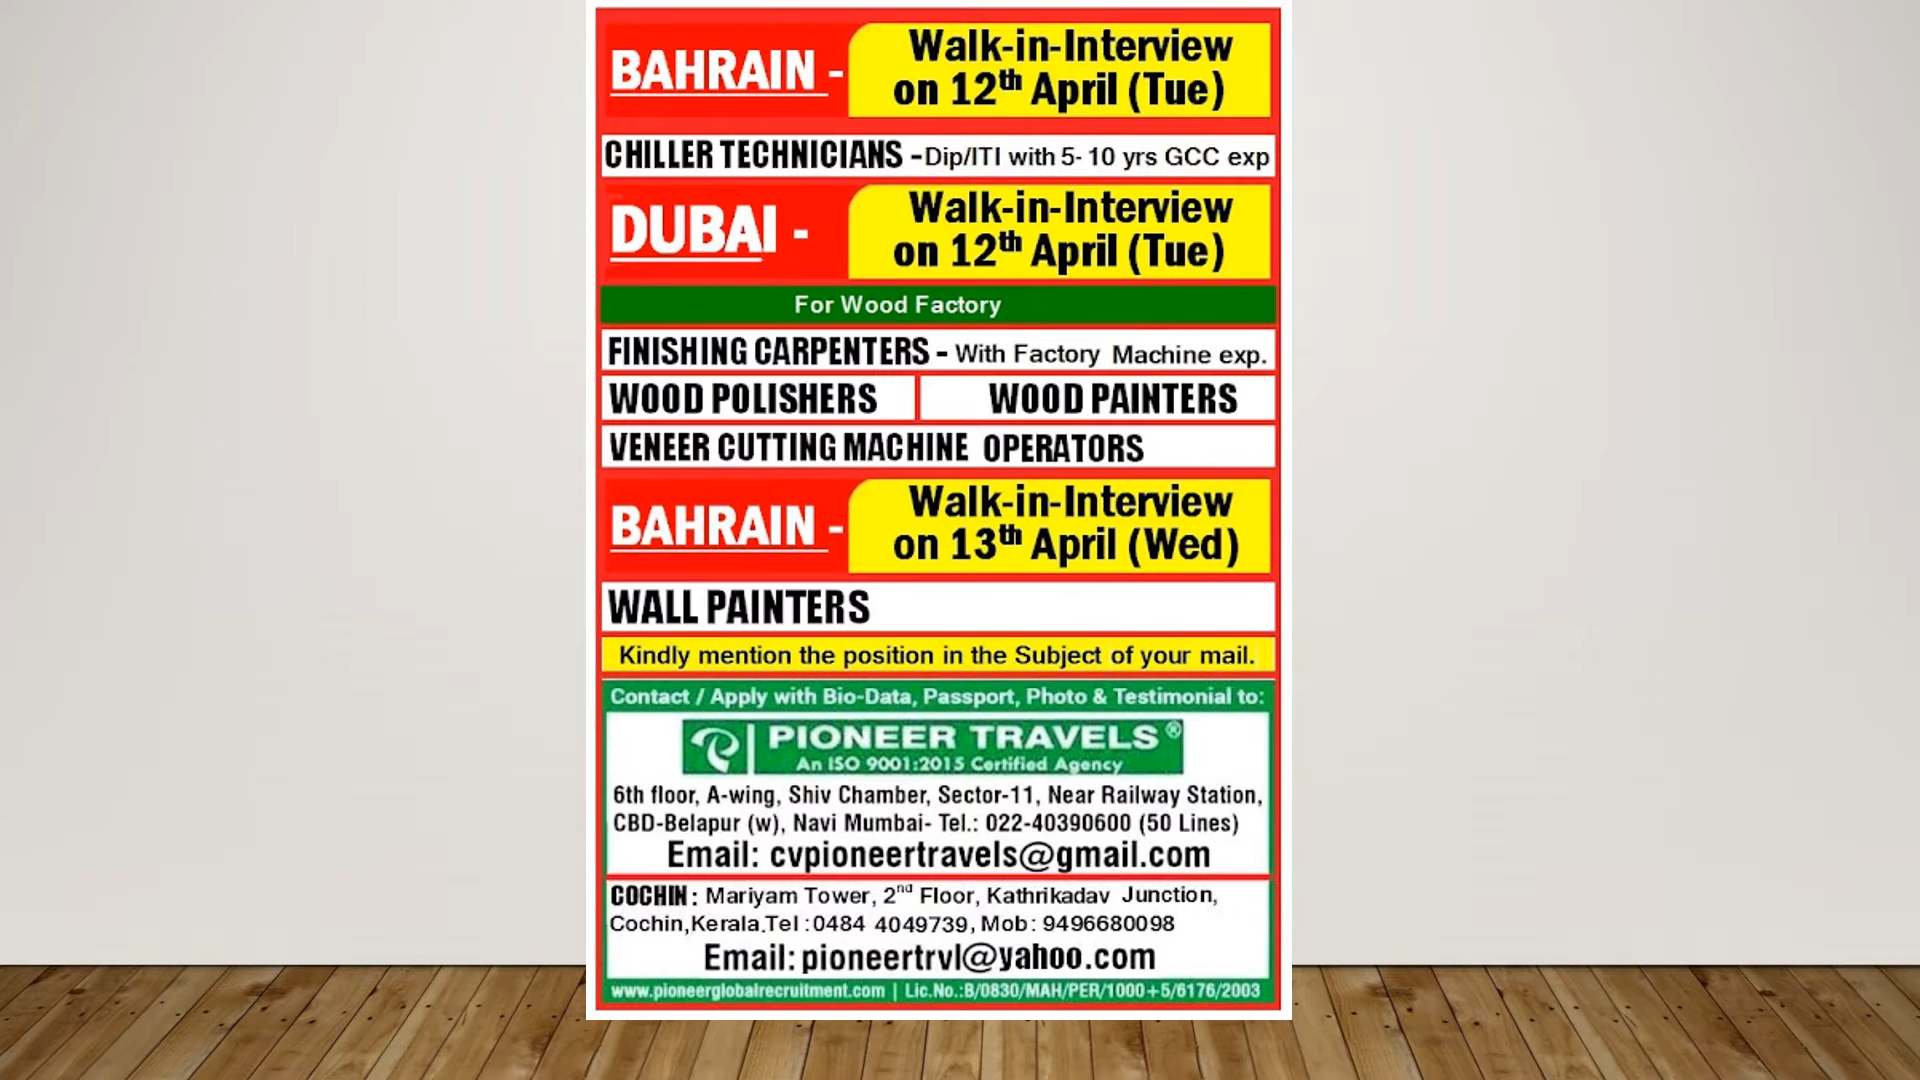 BAHRAIN -
Walk-in-Interview
on 12th April (Tue)
CHILLER TECHNICIANS - Dip/ITI with 5- 10 yrs GCC exp
DUBAI -
Walk-in-Interview
on 12th April (Tue)
For Wood Factory
FINISHING CARPENTERS - With Factory Machine exp.
WOOD POLISHERS
WOOD PAINTERS
VENEER CUTTING MACHINE OPERATORS
BAHRAIN -
Walk-in-Interview
on 13th April (Wed)
WALL PAINTERS
Kindly mention the position in the Subject of your mail.
Contact / Apply with Bio-Data, Passport, Photo & Testimonial to:
PIONEER TRAVELS ®
An ISO 9001:2015 Certified Agency
6th floor, A-wing, Shiv Chamber, Sector-11, Near Railway Station,
CBD-Belapur (w), Navi Mumbai- Tel.: 022-40390600 (50 Lines)
Email: cvpioneertravels@gmail.com
COCHIN: Mariyam Tower, 2nd Floor, Kathrikadav Junction,
Cochin,Kerala.Tel :0484 4049739, Mob: 9496680098
Email: pioneertrvl@yahoo.com
www.pioneerglobalrecruitment.com | Lic.No.:B/0830/MAH/PER/1000+5/6176/2003